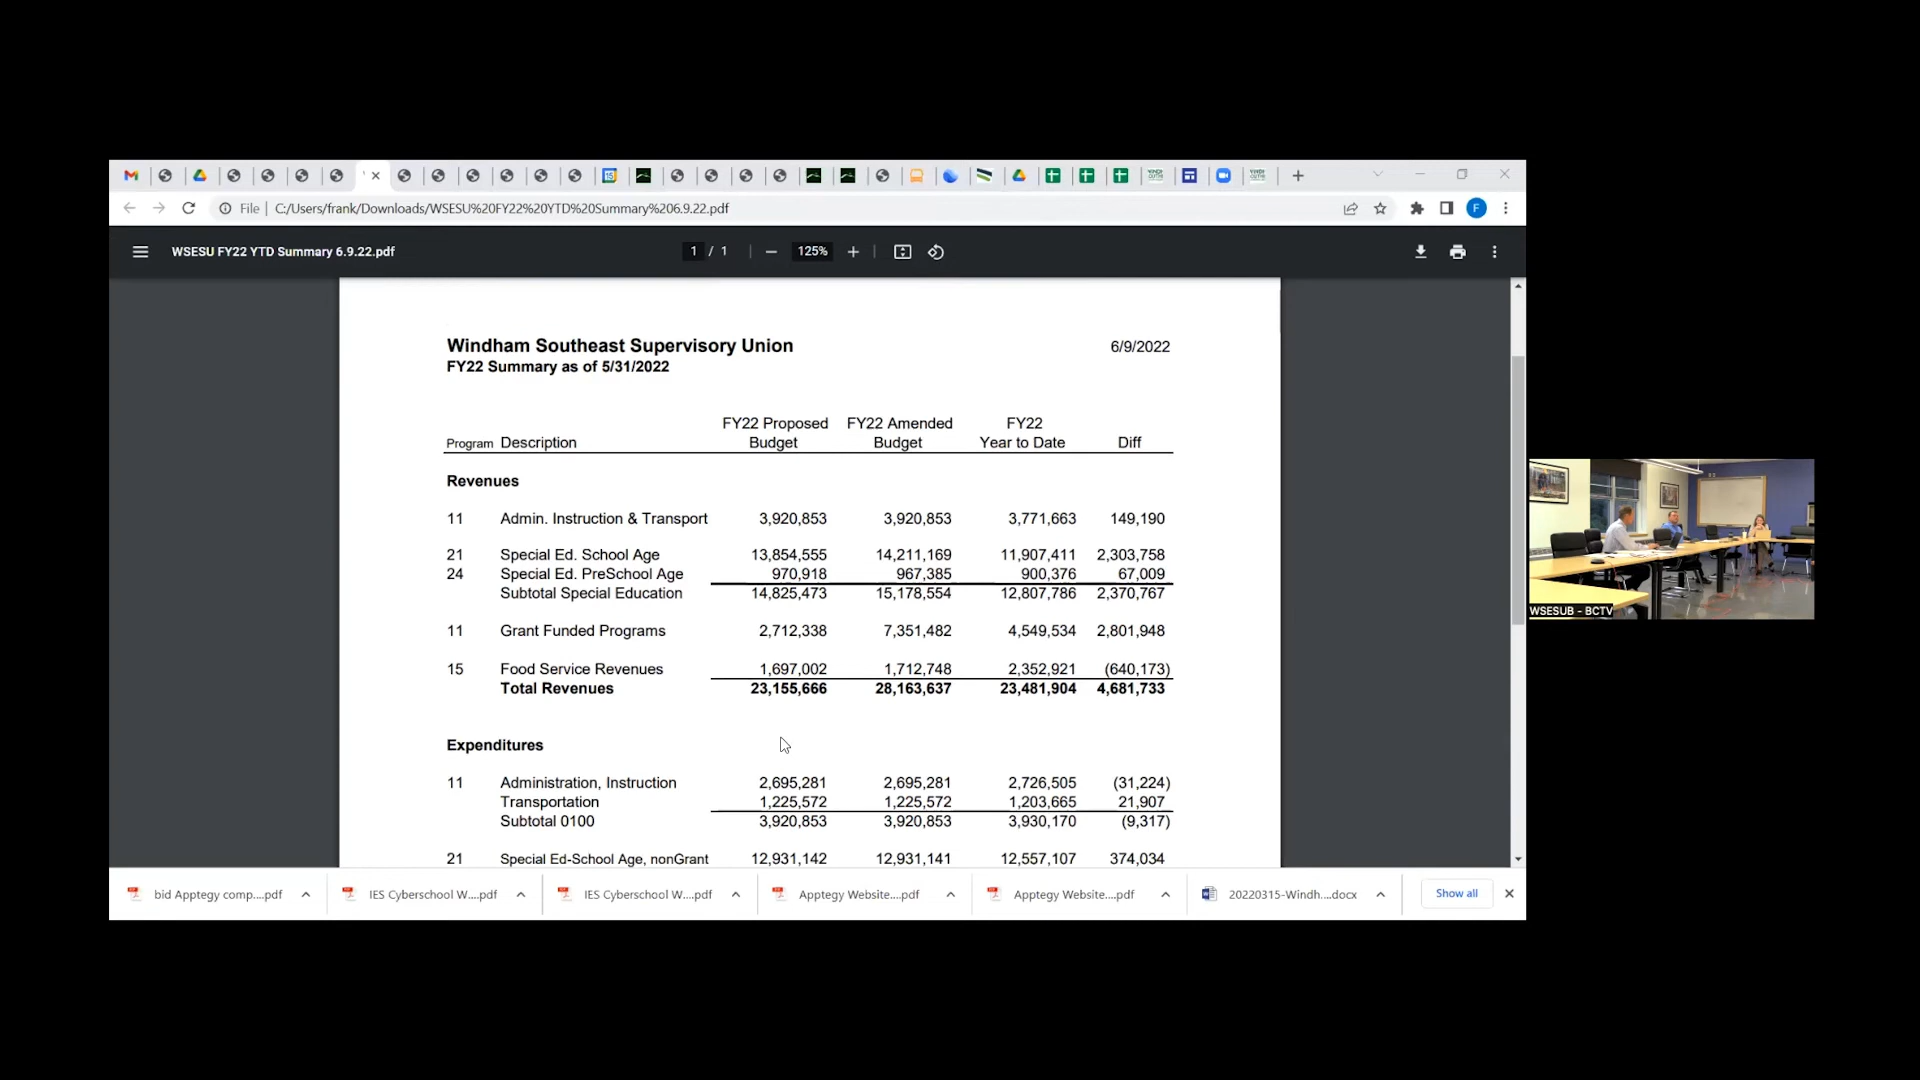 File | C:/Users/frank/Downloads/WSESU%20FY22%20YTD%20Summary%206.9.22.pdf
WSESU FY22 YTD Summary 6.9.22.pdf 1 / 1 125%
Windham Southeast Supervisory Union 6/9/2022
FY22 Summary as of 5/31/2022
FY22 Proposed FY22 Amended FY22
Program Description Budget Budget Year to Date Diff
Revenues
11 Admin. Instruction & Transport 3,920,853 3,920,853 3,771,663 149,190
21 Special Ed. School Age 13,854,555 14,211,169 11,907,411 2,303,758
24 Special Ed. PreSchool Age 970,918 967,385 900,376 67,009
Subtotal Special Education 14,825,473 15,178,554 12,807,786 2,370,767
11 Grant Funded Programs 2,712,338 7,351,482 4,549,534 2,801,948
15 Food Service Revenues 1,697,002 1,712,748 2,352,921 (640,173)
Total Revenues 23,155,666 28,163,637 23,481,904 4,681,733
Expenditures
11 Administration, Instruction 2,695,281 2,695,281 2,726,505 (31,224)
Transportation 1,225,572 1,225,572 1,203,665 21,907
Subtotal 0100 3,920,853 3,920,853 3,930,170 (9,317)
21 Special Ed-School Age, nonGrant 12,931,142 12,931,141 12,557,107 374,034
bid Apptegy comp....pdf IES Cyberschool W....pdf IES Cyberschool W....pdf Apptegy Website....pdf Apptegy Website....pdf 20220315-Windh....docx Show all
WSESUB - BCTV